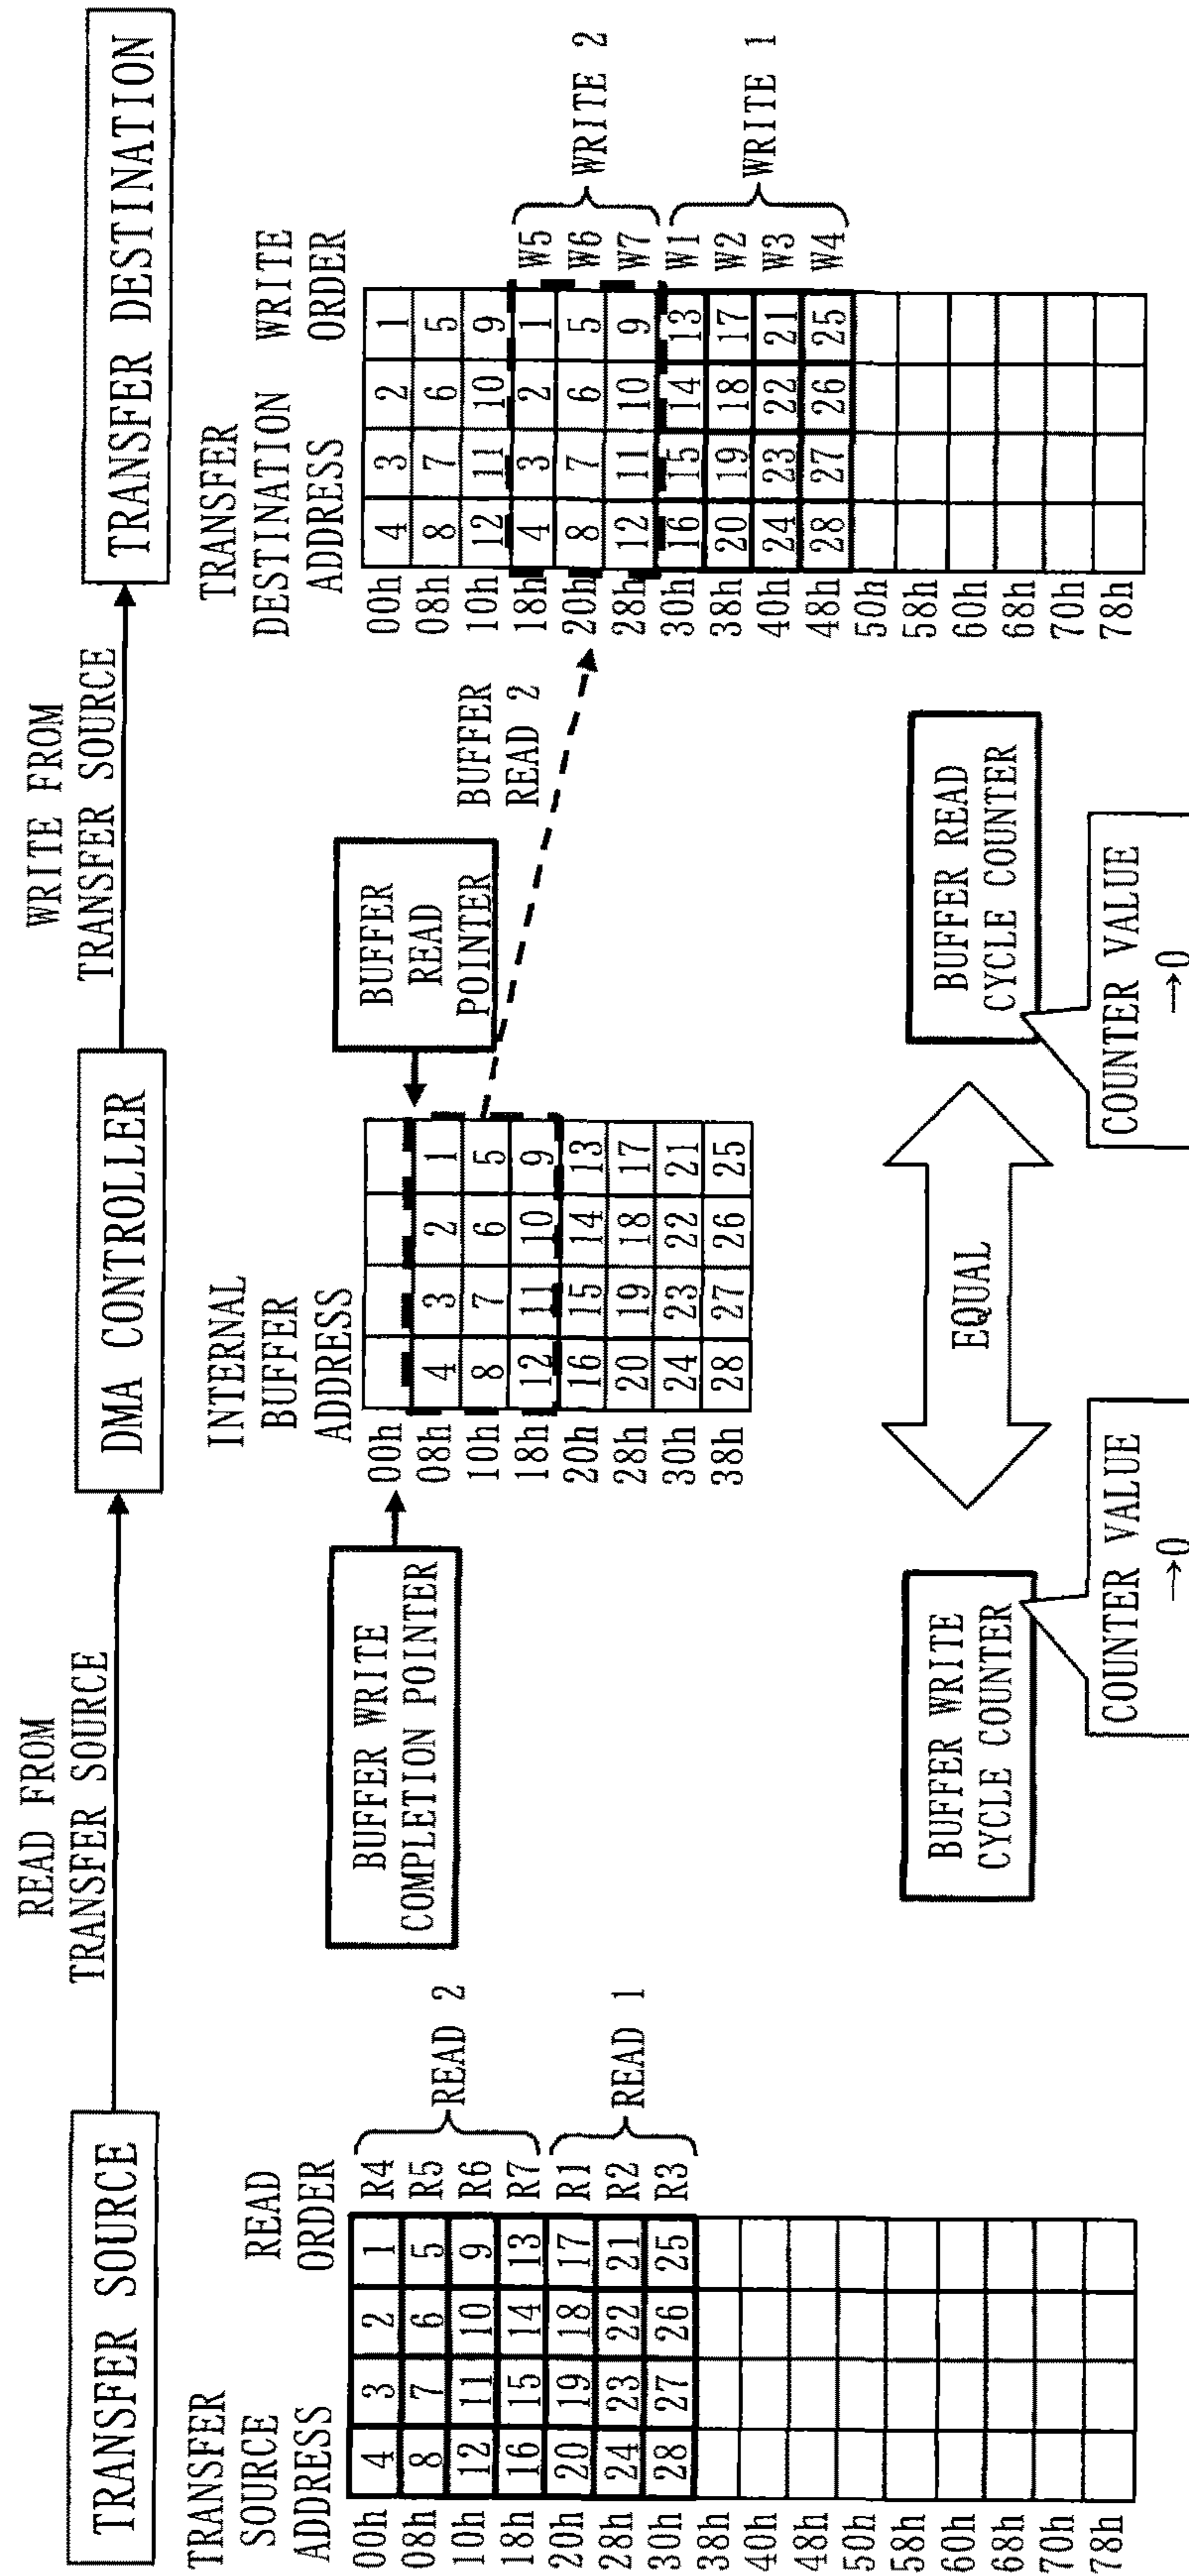 TRANSFER SOURCE
READ FROM
TRANSFER SOURCE
DMA CONTROLLER
WRITE FROM
TRANSFER SOURCE
TRANSFER DESTINATION
TRANSFER
SOURCE
ADDRESS
READ
ORDER
00h 4 3 2 1 R4
08h 8 7 6 5 R5
10h 12 11 10 9 R6
18h 16 15 14 13 R7
20h 20 19 18 17 R1
28h 24 23 22 21 R2
30h 28 27 26 25 R3
38h
40h
48h
50h
58h
60h
68h
70h
78h
READ 2
READ 1
BUFFER WRITE
COMPLETION POINTER
INTERNAL
BUFFER
ADDRESS
00h
08h 4 3 2 1
10h 8 7 6 5
18h 12 11 10 9
20h 16 15 14 13
28h 20 19 18 17
30h 24 23 22 21
38h 28 27 26 25
BUFFER
READ
POINTER
BUFFER
READ 2
TRANSFER
DESTINATION
ADDRESS
WRITE
ORDER
00h 4 3 2 1
08h 8 7 6 5
10h 12 11 10 9
18h 4 3 2 1 W5
20h 8 7 6 5 W6
28h 12 11 10 9 W7
30h 16 15 14 13 W1
38h 20 19 18 17 W2
40h 24 23 22 21 W3
48h 28 27 26 25 W4
50h
58h
60h
68h
70h
78h
WRITE 2
WRITE 1
BUFFER WRITE
CYCLE COUNTER
COUNTER VALUE
→0
EQUAL
BUFFER READ
CYCLE COUNTER
COUNTER VALUE
→0